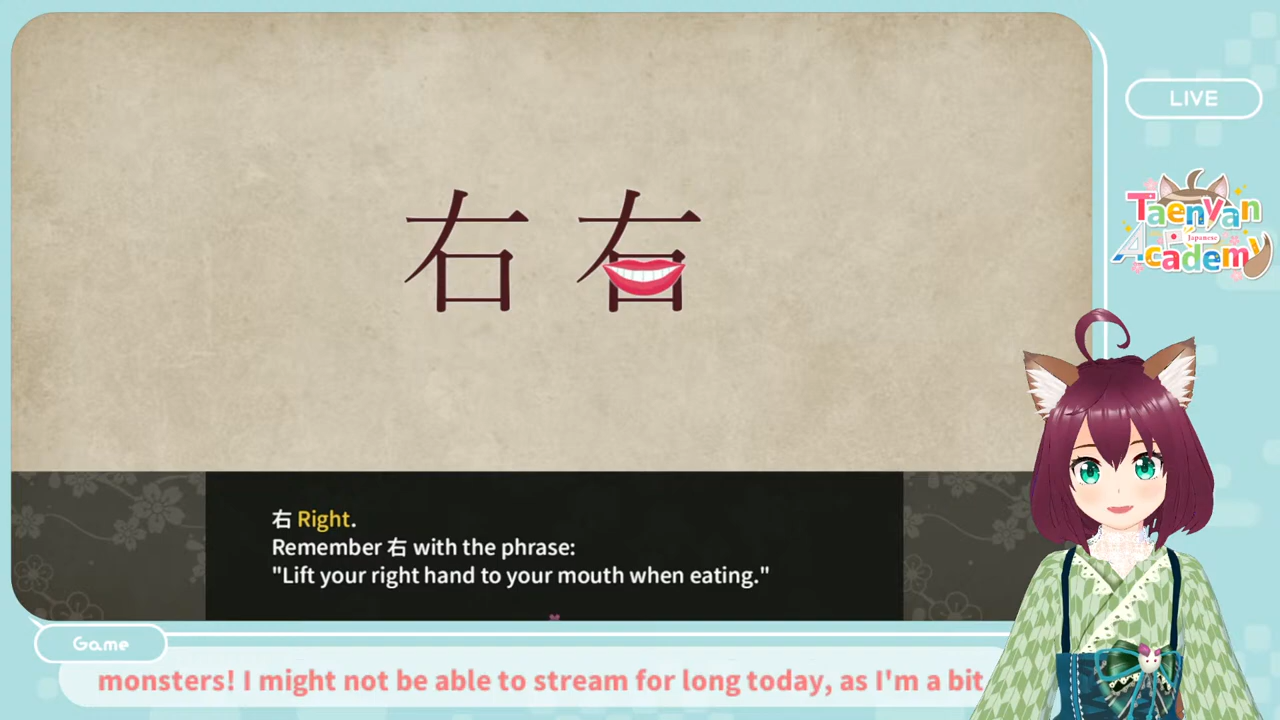 右 右
LIVE
Taenyan
Japanese
Academy
右 Right.
Remember 右 with the phrase:
"Lift your right hand to your mouth when eating."
Game
monsters! I might not be able to stream for long today, as I'm a bit